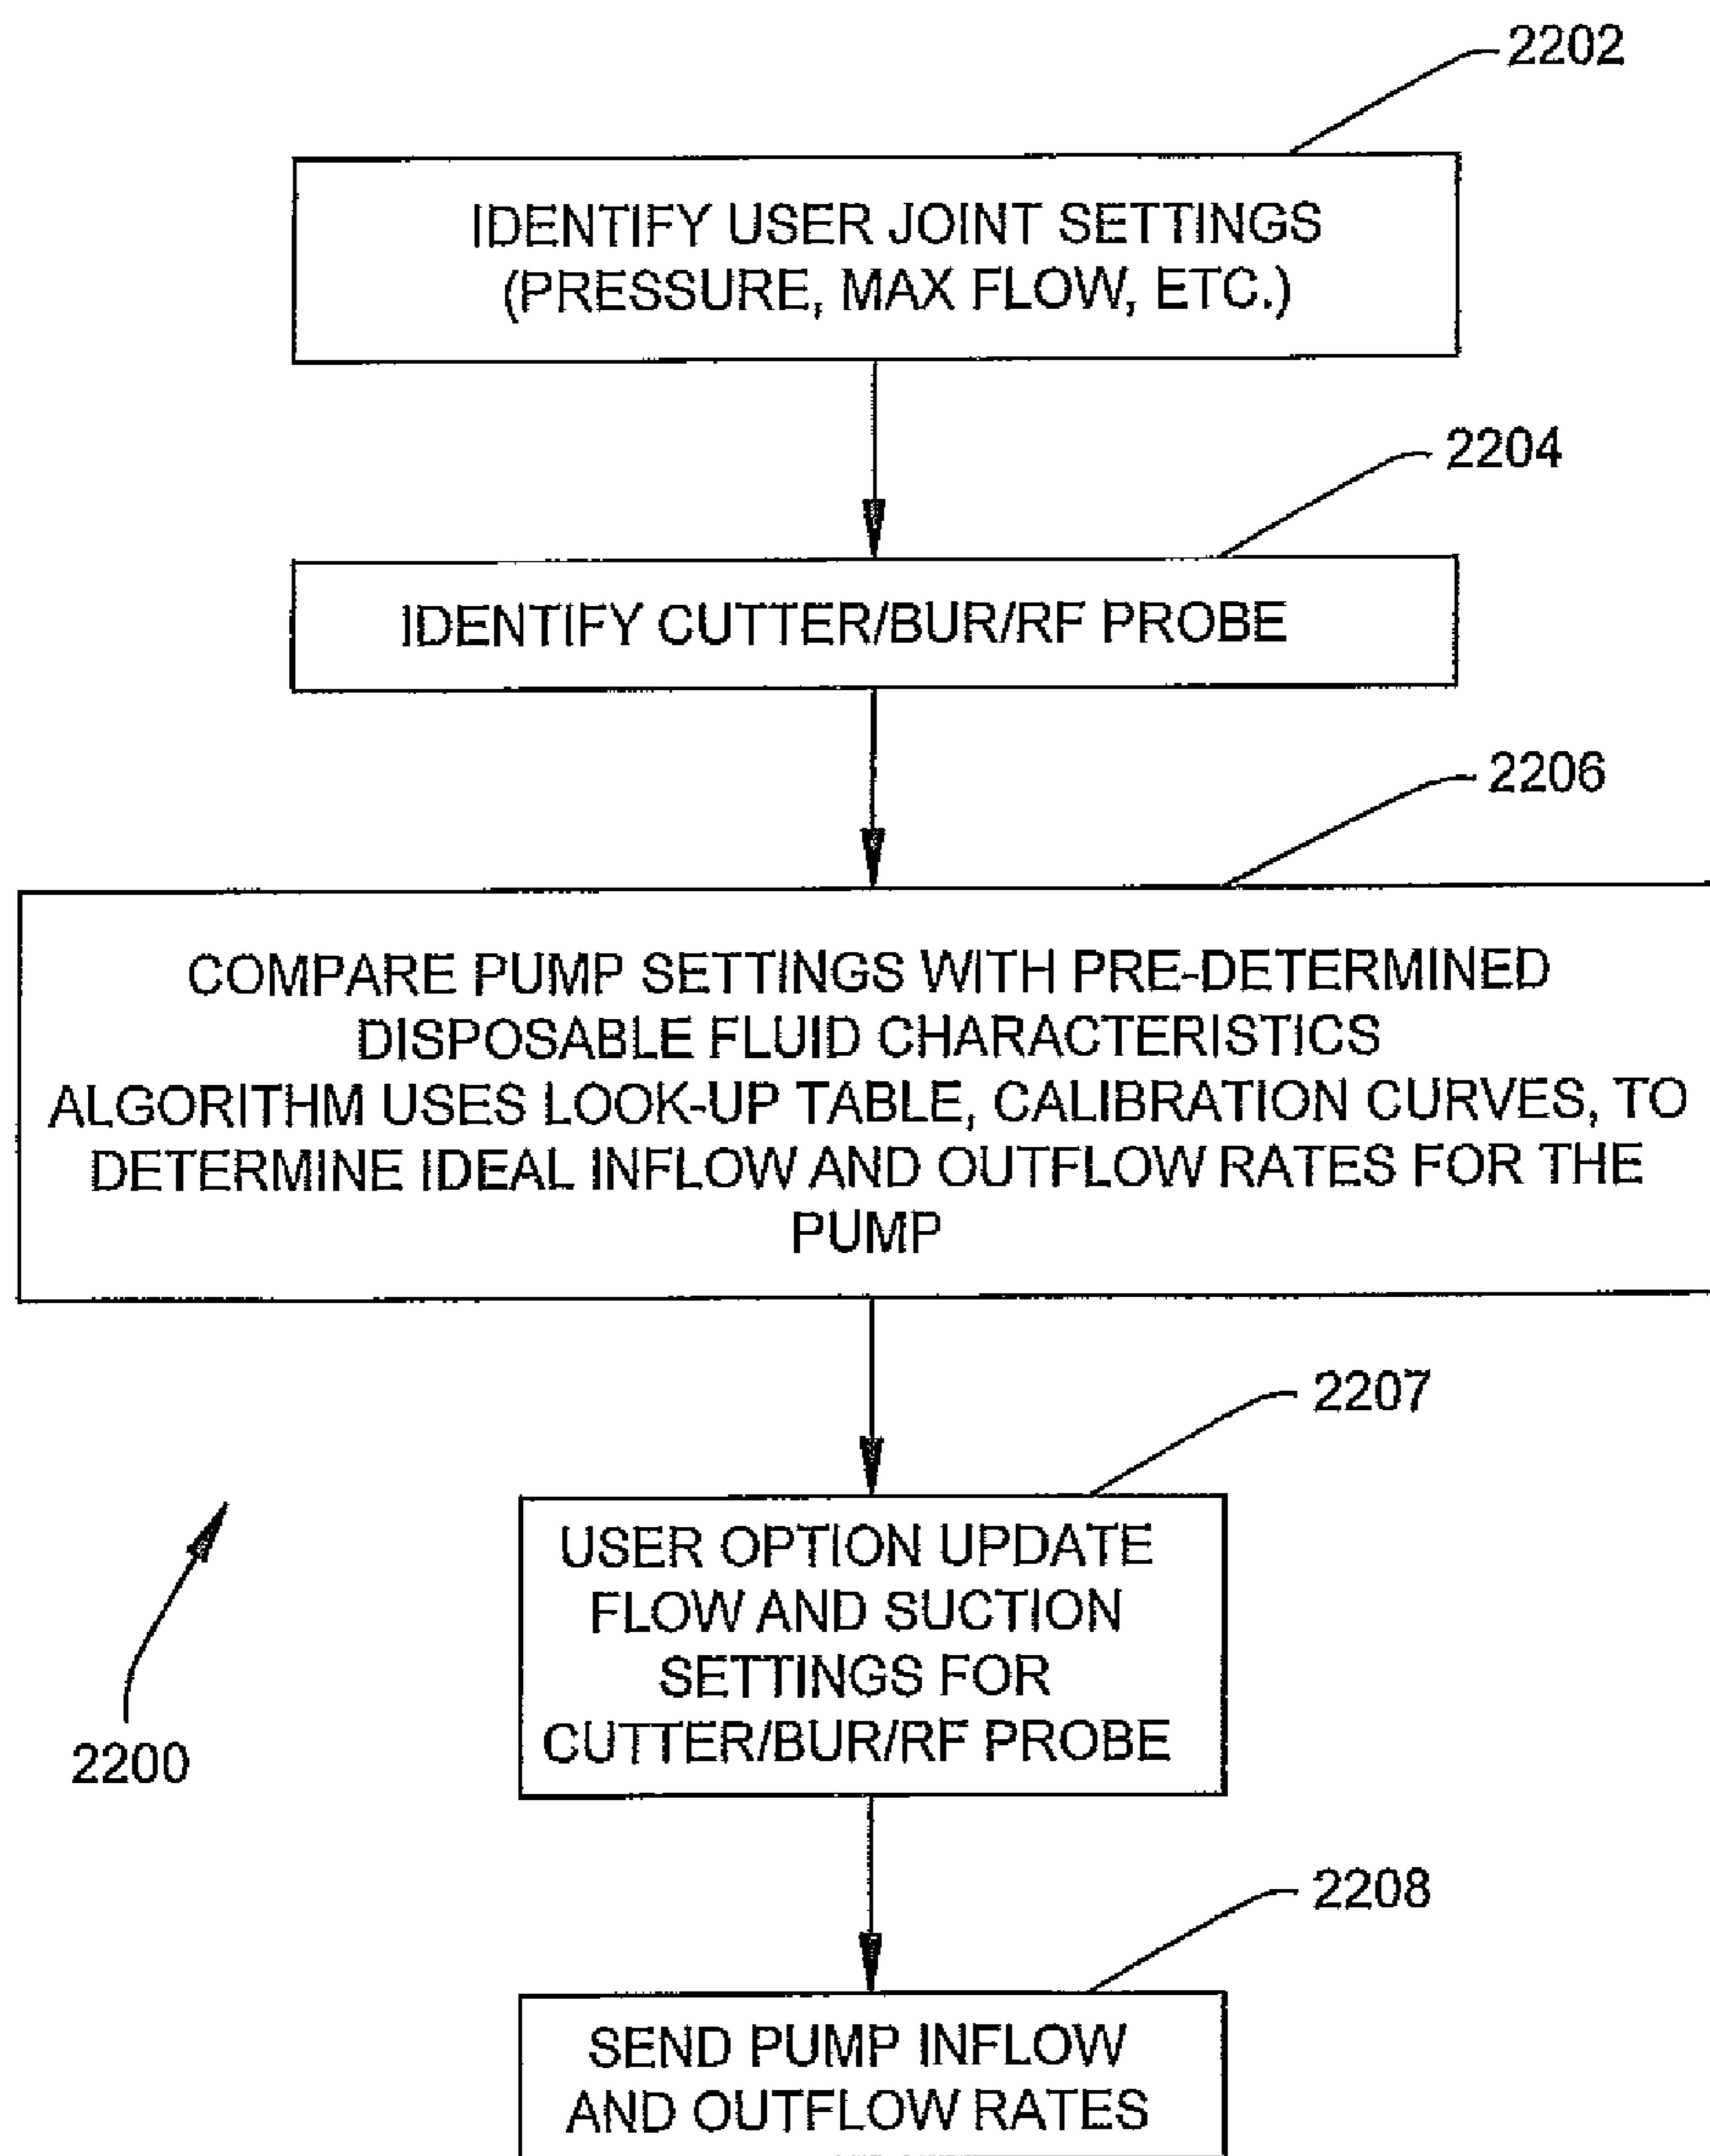 2202
IDENTIFY USER JOINT SETTINGS
(PRESSURE, MAX FLOW, ETC.)
2204
IDENTIFY CUTTER/BUR/RF PROBE
2206
COMPARE PUMP SETTINGS WITH PRE-DETERMINED
DISPOSABLE FLUID CHARACTERISTICS
ALGORITHM USES LOOK-UP TABLE, CALIBRATION CURVES, TO
DETERMINE IDEAL INFLOW AND OUTFLOW RATES FOR THE
PUMP
2207
USER OPTION UPDATE
FLOW AND SUCTION
SETTINGS FOR
CUTTER/BUR/RF PROBE
2200
2208
SEND PUMP INFLOW
AND OUTFLOW RATES